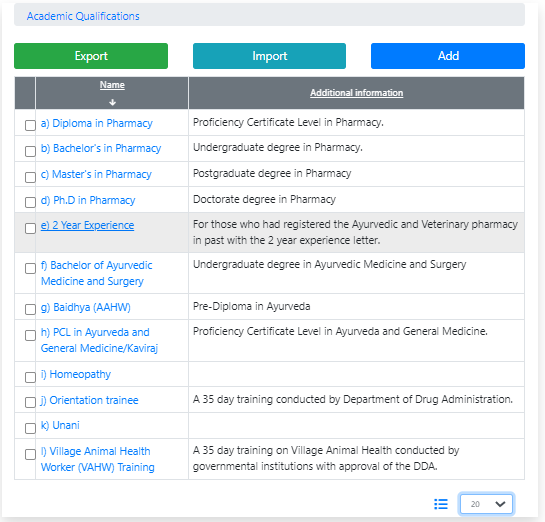 Academic Qualifications
Export Import Add
Name Additional information
a) Diploma in Pharmacy Proficiency Certificate Level in Pharmacy.
b) Bachelor's in Pharmacy Undergraduate degree in Pharmacy.
c) Master's in Pharmacy Postgraduate degree in Pharmacy
d) Ph.D in Pharmacy Doctorate degree in Pharmacy
e) 2 Year Experience For those who had registered the Ayurvedic and Veterinary pharmacy
in past with the 2 year experience letter.
f) Bachelor of Ayurvedic Undergraduate degree in Ayurvedic Medicine and Surgery
Medicine and Surgery
g) Baidhya (AAHW) Pre-Diploma in Ayurveda
h) PCL in Ayurveda and Proficiency Certificate Level in Ayurveda and General Medicine.
General Medicine/Kaviraj
i) Homeopathy
j) Orientation trainee A 35 day training conducted by Department of Drug Administration.
k) Unani
l) Village Animal Health A 35 day training on Village Animal Health conducted by
Worker (VAHW) Training governmental institutions with approval of the DDA.
20